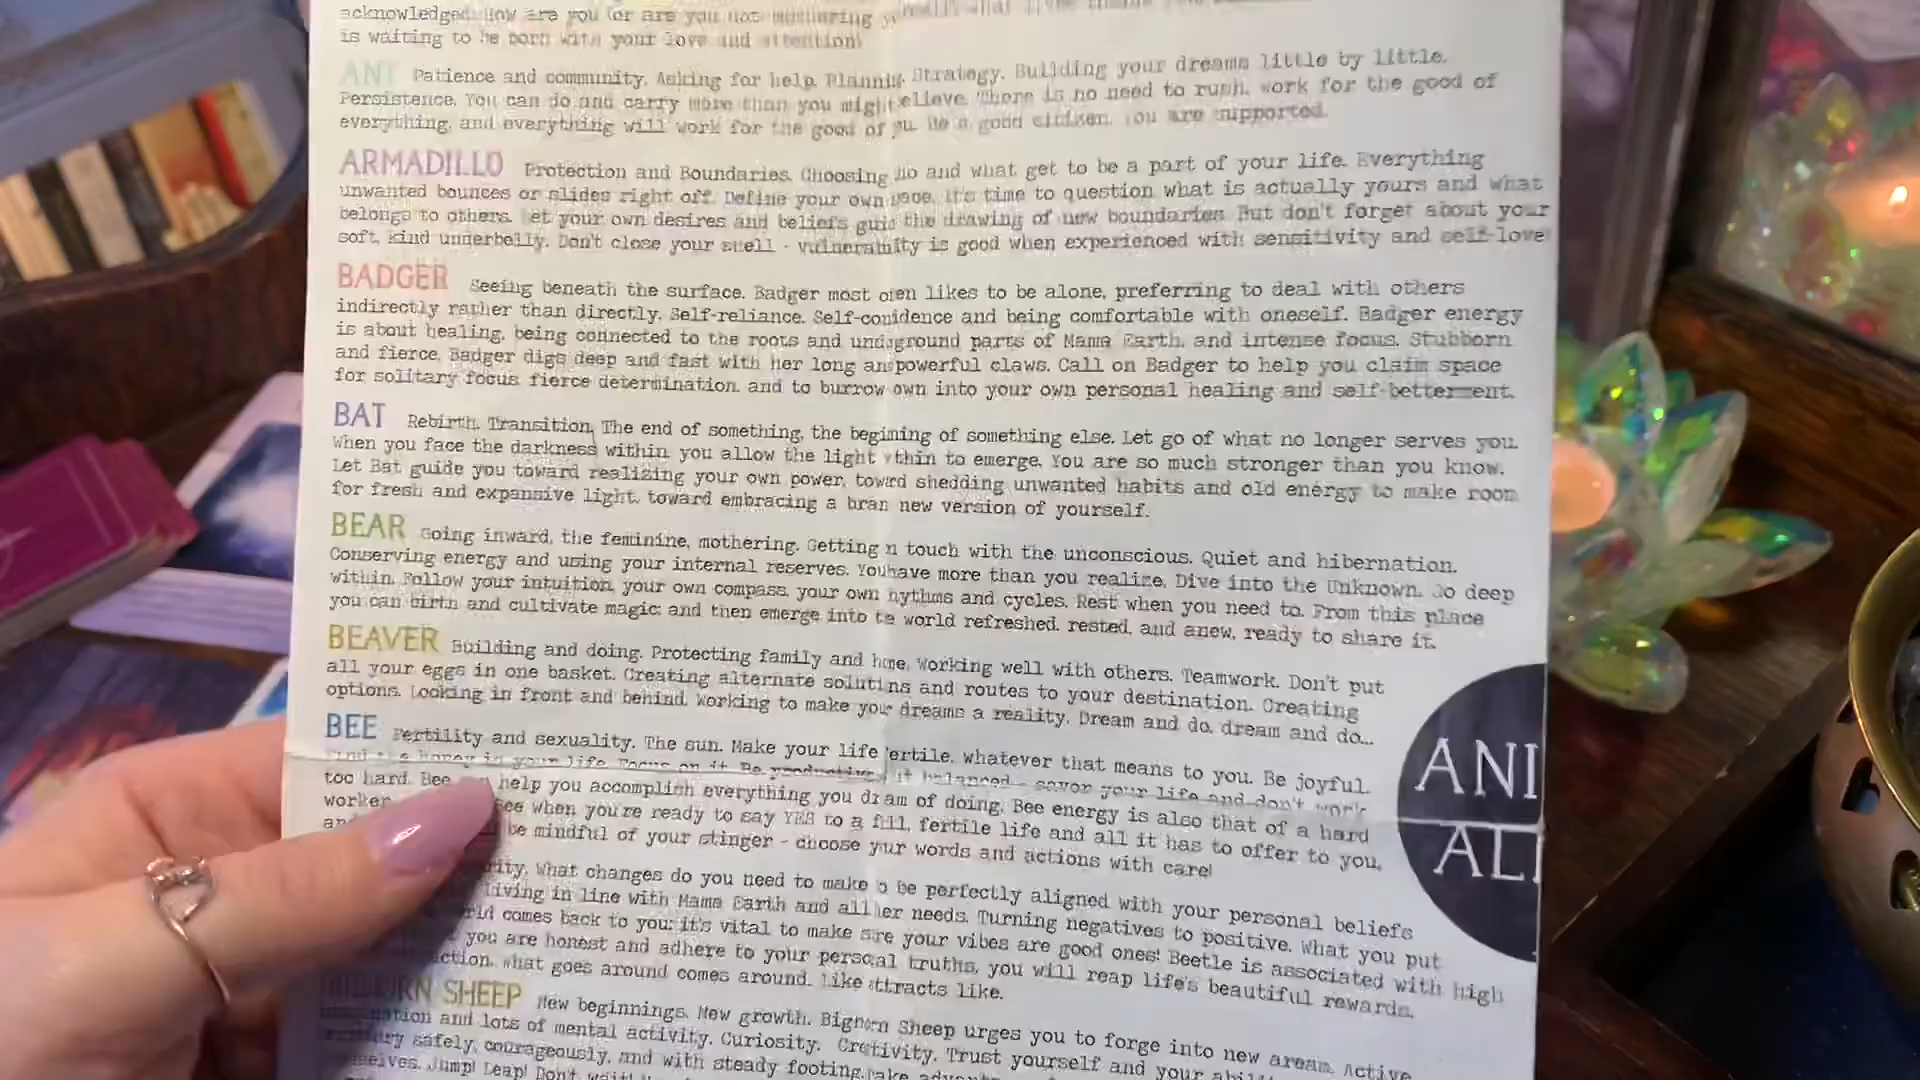 acknowledged. How are you (or are you not mothering
is waiting to be born with your love and attention!
ANT Patience and community. Asking for help. Strategy. Building your dreams little by little.
Persistence. You can do and carry more than you might There is no need to rush, work for the good of
everything, and everything will work for the good of Be a good citizen. You are supported.
ARMADILLO Protection and Boundaries. Choosing and what get to be a part of your life. Everything
unwanted bounces or slides right off. Define your own It's time to question what is actually yours and what
belongs to others. Let your own desires and beliefs the drawing of new boundaries. But don't forget about your
soft, kind underbelly. Don't close your shell - vulnerability is good when experienced with sensitivity and self-love
BADGER Seeing beneath the surface. Badger most likes to be alone, preferring to deal with others
indirectly rather than directly. Self-reliance. Self-confidence and being comfortable with oneself. Badger energy
is about healing, being connected to the roots and parts of Mama Earth, and intense focus. Stubborn
and fierce, Badger digs deep and fast with her long powerful claws. Call on Badger to help you claim space
for solitary focus, fierce determination, and to burrow own into your own personal healing and self-betterment.
BAT Rebirth. Transition. The end of something, the begining of something else. Let go of what no longer serves you.
When you face the darkness within, you allow the light to emerge. You are so much stronger than you know.
Let Bat guide you toward realizing your own power, shedding unwanted habits and old energy to make room
for fresh and expansive light, toward embracing a bran new version of yourself.
BEAR Going inward, the feminine, mothering. Getting n touch with the unconscious. Quiet and hibernation.
Conserving energy and using your internal reserves. You have more than you realize. Dive into the Unknown. Go deep
within. Follow your intuition, your own compass, your own and cycles. Rest when you need to. From this place
you can birth and cultivate magic and then emerge into world refreshed, rested, and anew, ready to share it.
BEAVER Building and doing. Protecting family and Working well with others. Teamwork. Don't put
all your eggs in one basket. Creating alternate and routes to your destination. Creating
options. Looking in front and behind. Working to make your dreams a reality. Dream and do, dream and do...
BEE Fertility and sexuality. The sun. Make your life whatever that means to you. Be joyful.
honey in your life. Focus on it. Be balanced - savor your life and don't work
too hard. Bee help you accomplish everything you of doing. Bee energy is also that of a hard
worker when you're ready to say YES to a fertile life and all it has to offer to you,
be mindful of your stinger - choose your words and actions with care!
What changes do you need to make be perfectly aligned with your personal beliefs
living in line with Mama Earth and all her needs. Turning negatives to positive. What you put
comes back to you: it's vital to make your vibes are good ones! Beetle is associated with high
you are honest and adhere to your truths, you will reap life's beautiful rewards.
What goes around comes around. Like attracts like.
SHEEP New beginnings. New growth. Bighorn Sheep urges you to forge into new areas. Active
and lots of mental activity. Curiosity. Creativity. Trust yourself and your
safely, courageously, and with steady footing.
Jump! Leap! Don't
ANI
AL